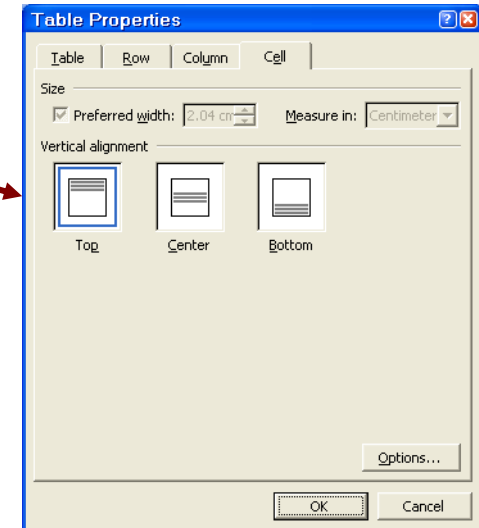 Table Properties
Table Row Column Cell
Size
Preferred width: 2.04 cm Measure in: Centimeter
Vertical alignment
Top Center Bottom
Options...
OK Cancel